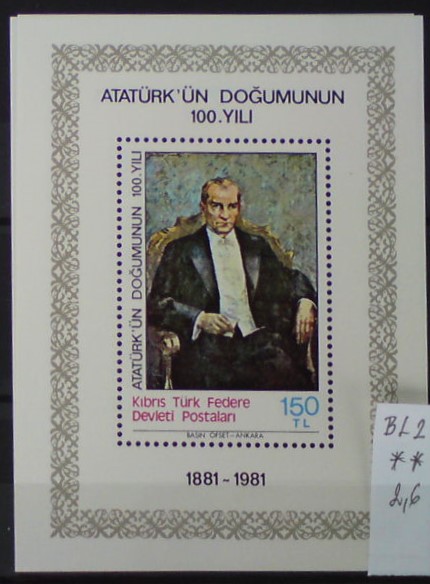 ATATÜRK'ÜN DOĞUMUNUN
100.YILI
ATATÜRK'ÜN DOĞUMUNUN 100.YILI
Kıbrıs Türk Federe
Devleti Postaları
150
TL
BASIN OFSET-ANKARA
1881-1981
BL2
**
2,6